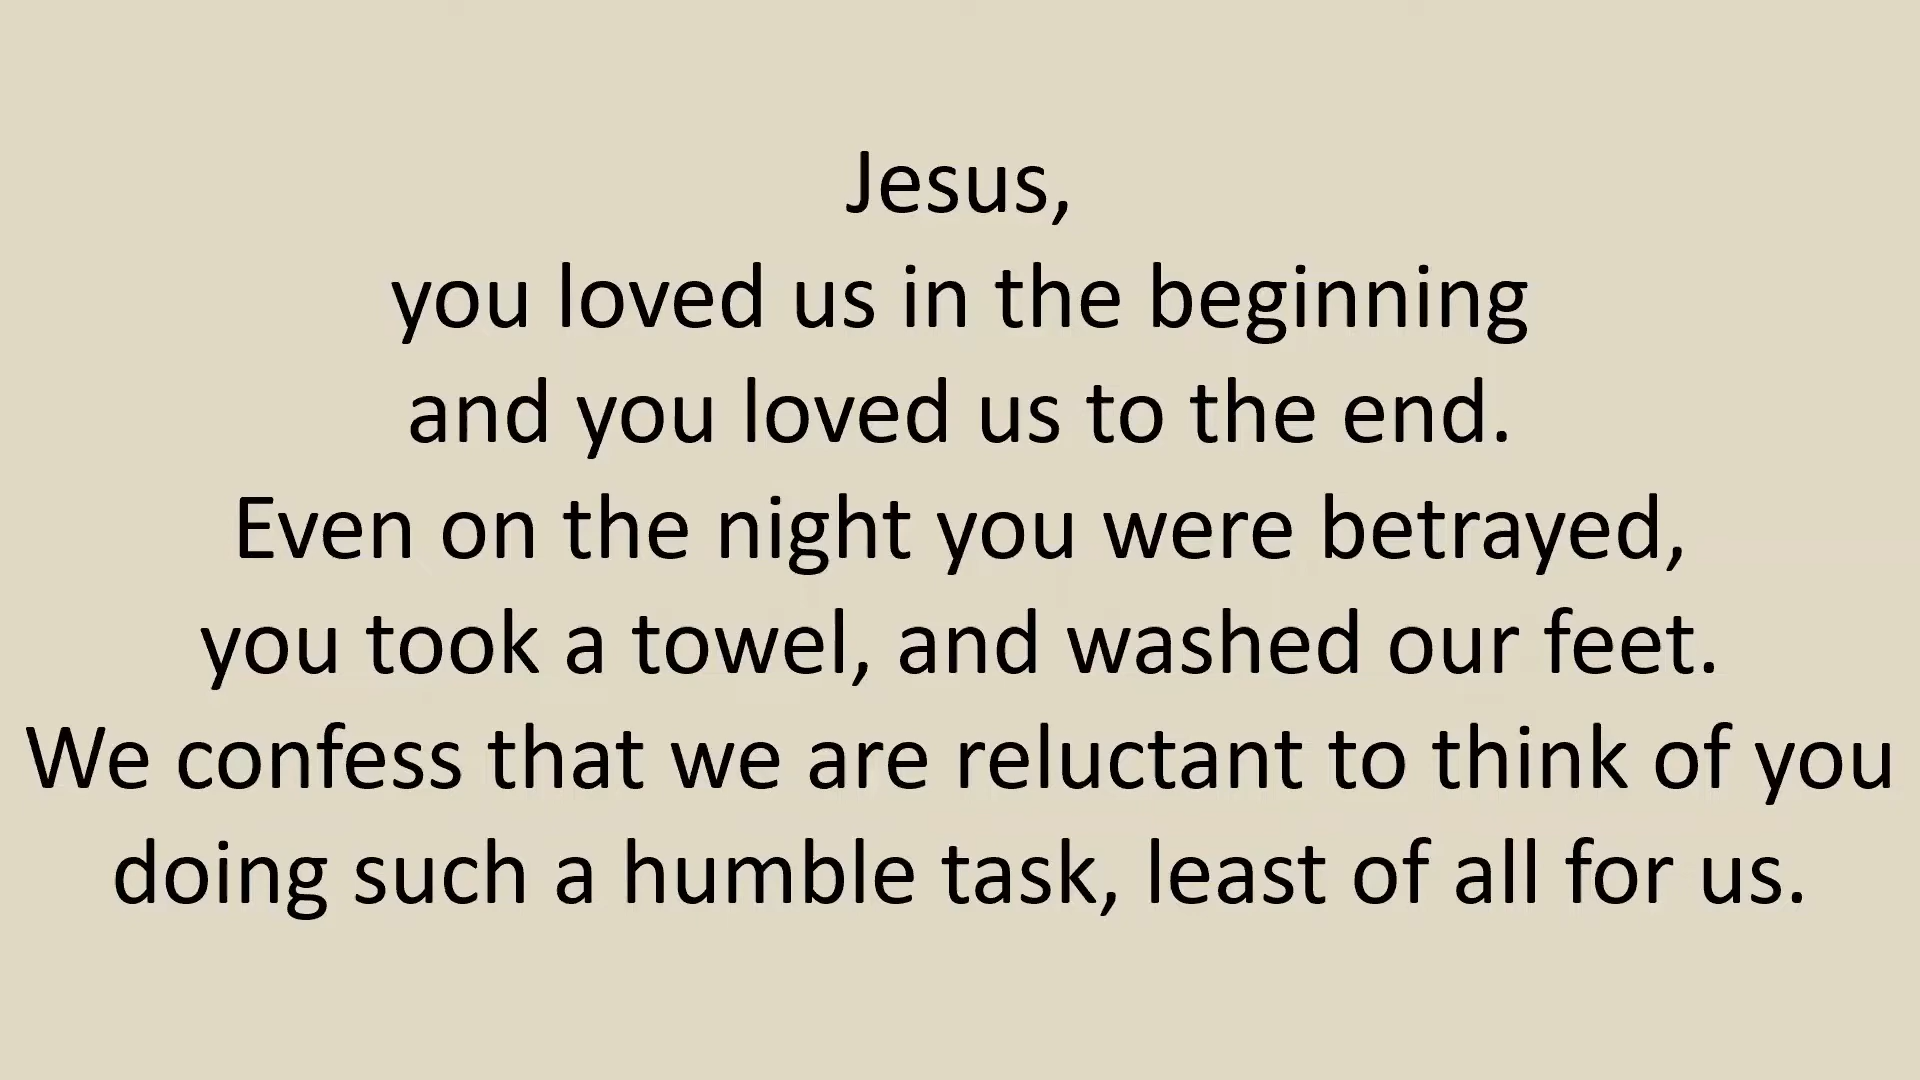 Jesus,
you loved us in the beginning
and you loved us to the end.
Even on the night you were betrayed,
you took a towel, and washed our feet.
We confess that we are reluctant to think of you
doing such a humble task, least of all for us.